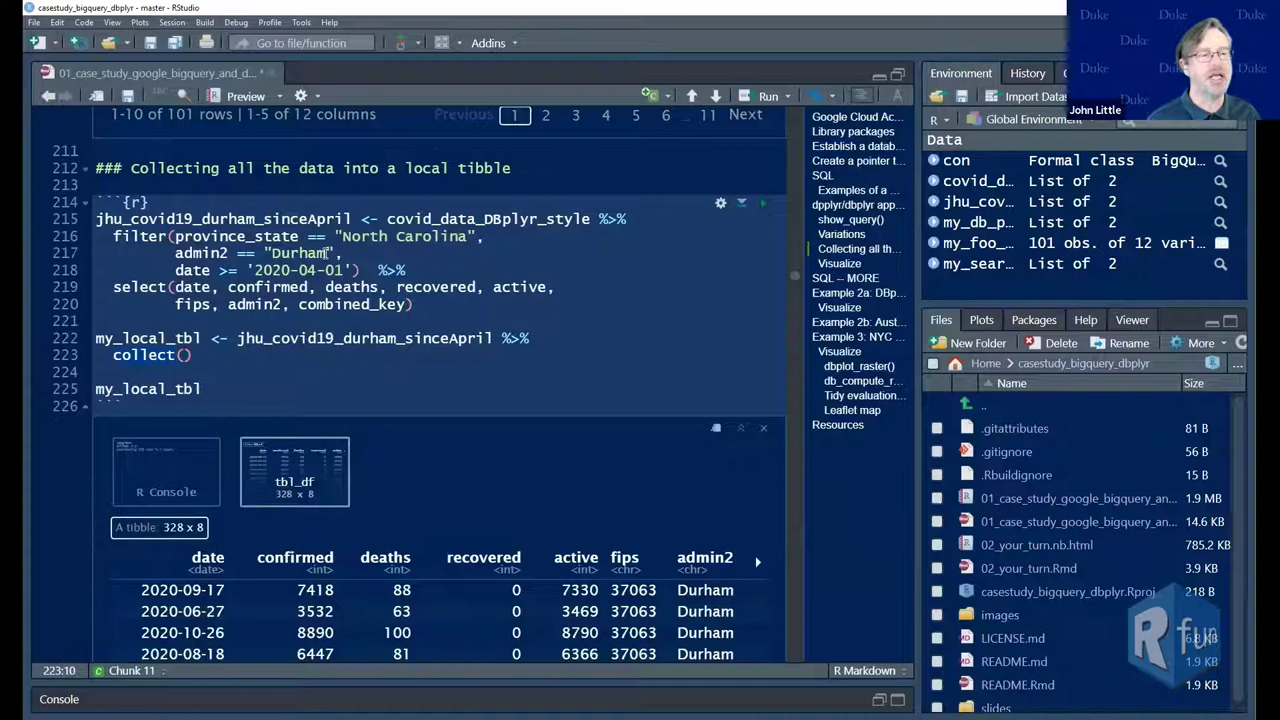 casestudy_bigquery_dbplyr - master - RStudio
File Edit Code View Plots Session Build Debug Profile Tools Help
Go to file/function
Addins
01_case_study_google_bigquery_and_d...*
Preview
Run
1-10 of 101 rows | 1-5 of 12 columns
Previous 1 2 3 4 5 6 ... 11 Next
211
212 ### Collecting all the data into a local tibble
213
214 ```{r}
215 jhu_covid19_durham_sinceApril <- covid_data_DBplyr_style %>%
216 filter(province_state == "North Carolina",
217 admin2 == "Durham",
218 date >= '2020-04-01') %>%
219 select(date, confirmed, deaths, recovered, active,
220 fips, admin2, combined_key)
221
222 my_local_tbl <- jhu_covid19_durham_sinceApril %>%
223 collect()
224
225 my_local_tbl
226 ```
R Console
tbl_df
328 x 8
A tibble: 328 x 8
date confirmed deaths recovered active fips admin2
<date> <int> <int> <int> <int> <chr> <chr>
2020-09-17 7418 88 0 7330 37063 Durham
2020-06-27 3532 63 0 3469 37063 Durham
2020-10-26 8890 100 0 8790 37063 Durham
2020-08-18 6447 81 0 6366 37063 Durham
223:10 Chunk 11 R Markdown
Console
Google Cloud Ac
Library packages
Establish a datab
Create a pointer t
SQL
Examples of a
dpplyr/dbplyr app
show_query()
Variations
Collecting all th
Visualize
SQL -- MORE
Example 2a: DBp
Visualize
Example 2b: Aust
Example 3: NYC
Visualize
dbplot_raster()
db_compute_r...
Tidy evaluation...
Leaflet map
Resources
Environment History
Import Datas
R Global Environment
Data
con Formal class BigQu...
covid_d... List of 2
jhu_cov... List of 2
my_db_p... List of 2
my_foo_... 101 obs. of 12 vari...
my_sear... List of 2
Files Plots Packages Help Viewer
New Folder Delete Rename More
Home casestudy_bigquery_dbplyr ...
Name Size
..
.gitattributes 81 B
.gitignore 56 B
.Rbuildignore 15 B
01_case_study_google_bigquery_an... 1.9 MB
01_case_study_google_bigquery_an... 14.6 KB
02_your_turn.nb.html 785.2 KB
02_your_turn.Rmd 3.9 KB
casestudy_bigquery_dbplyr.Rproj 218 B
images
LICENSE.md 6.8 KB
README.md 1.9 KB
README.Rmd 1.9 KB
slides
R fun
Duke Duke
Duke
Duke Duke
John Little